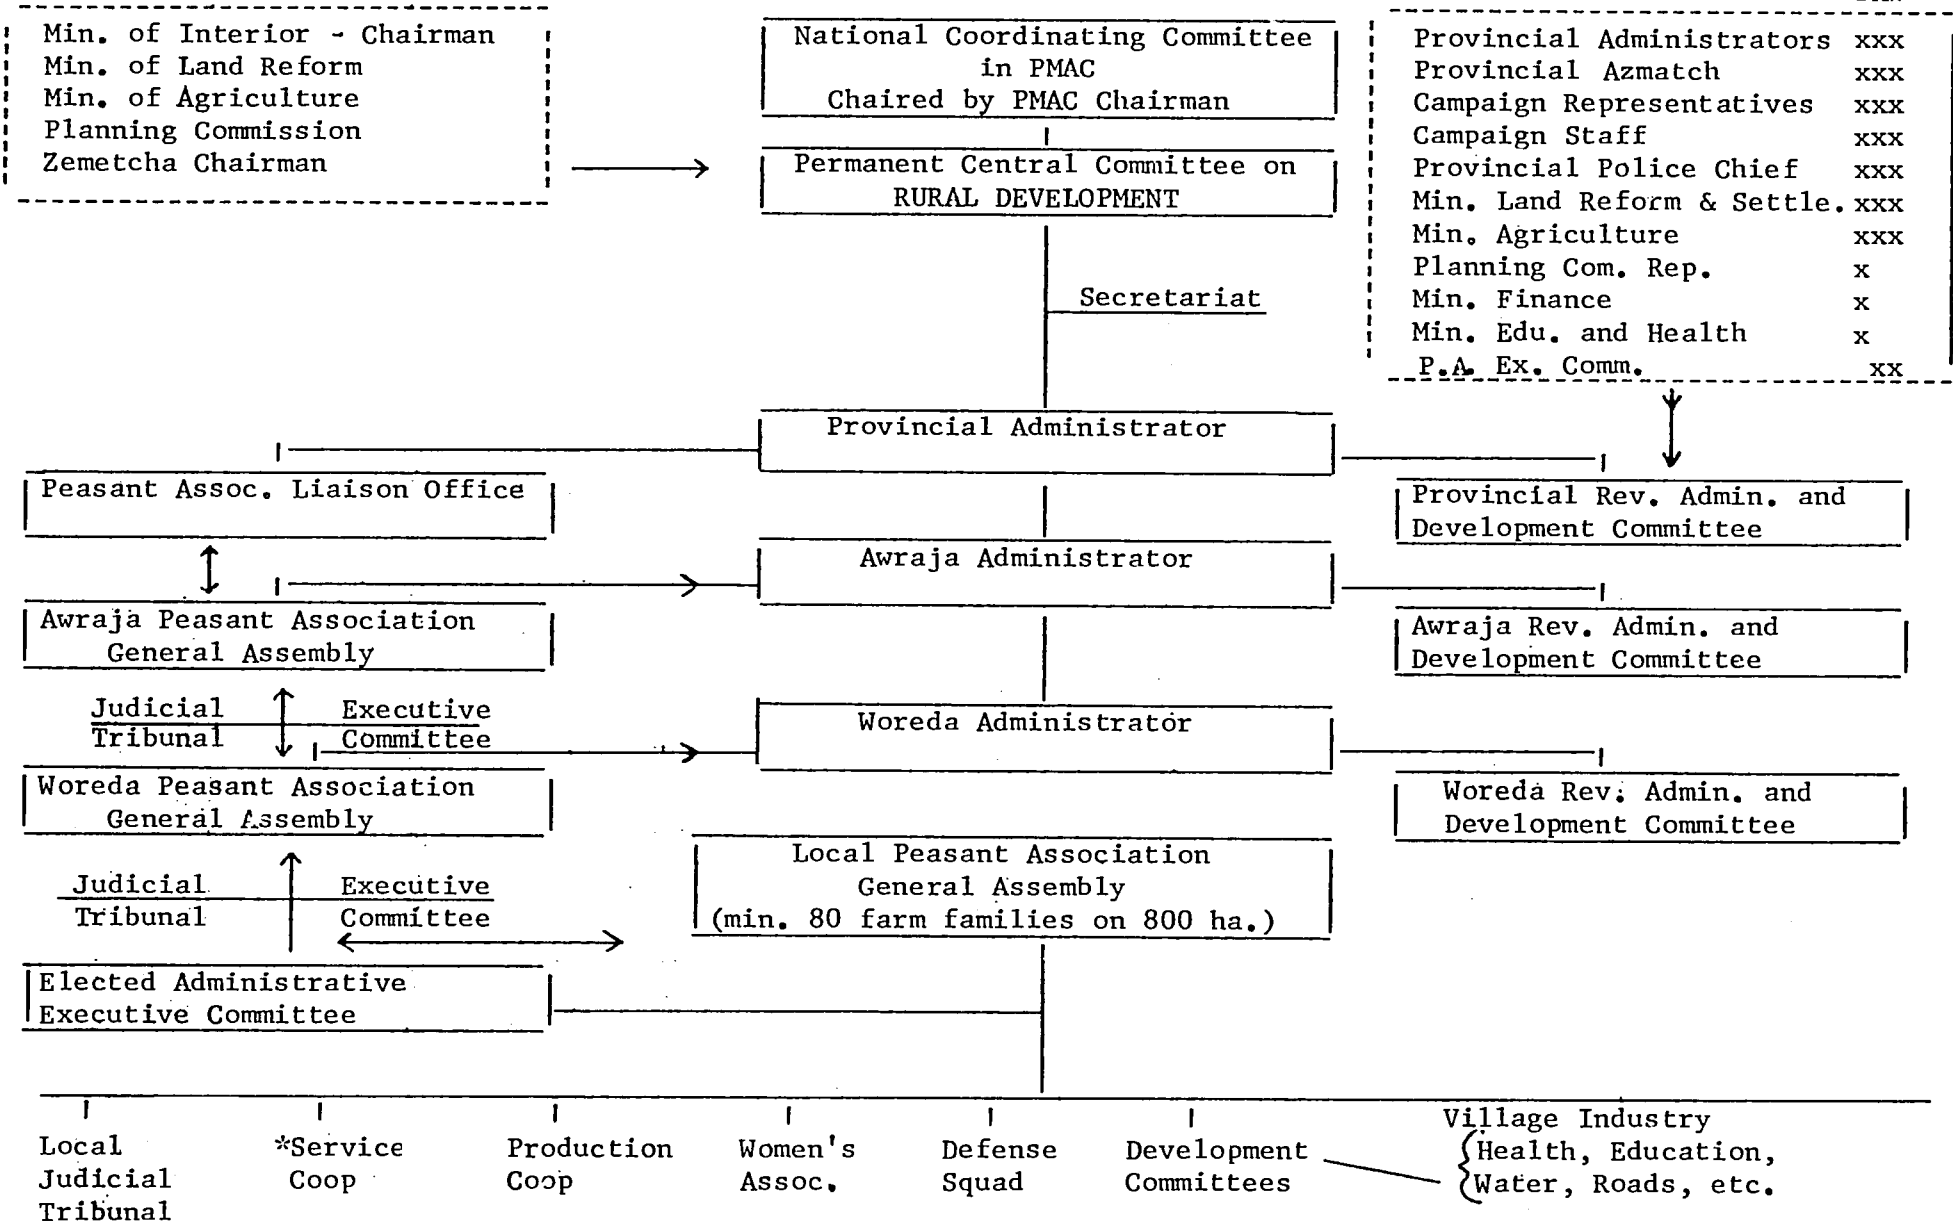 Min. of Interior - Chairman
Min. of Land Reform
Min. of Agriculture
Planning Commission
Zemetcha Chairman
National Coordinating Committee
in PMAC
Chaired by PMAC Chairman
Permanent Central Committee on
RURAL DEVELOPMENT
Provincial Administrators xxx
Provincial Azmatch xxx
Campaign Representatives xxx
Campaign Staff xxx
Provincial Police Chief xxx
Min. Land Reform & Settle. xxx
Min. Agriculture xxx
Planning Com. Rep. x
Min. Finance x
Min. Edu. and Health x
P.A. Ex. Comm. xx
Secretariat
Provincial Administrator
Peasant Assoc. Liaison Office
Provincial Rev. Admin. and
Development Committee
Awraja Administrator
Awraja Peasant Association
General Assembly
Awraja Rev. Admin. and
Development Committee
Judicial
Tribunal
Executive
Committee
Woreda Administrator
Woreda Peasant Association
General Assembly
Woreda Rev. Admin. and
Development Committee
Judicial
Tribunal
Executive
Committee
Local Peasant Association
General Assembly
(min. 80 farm families on 800 ha.)
Elected Administrative
Executive Committee
Local
Judicial
Tribunal
*Service
Coop
Production
Coop
Women's
Assoc.
Defense
Squad
Development
Committees
Village Industry
Health, Education,
Water, Roads, etc.